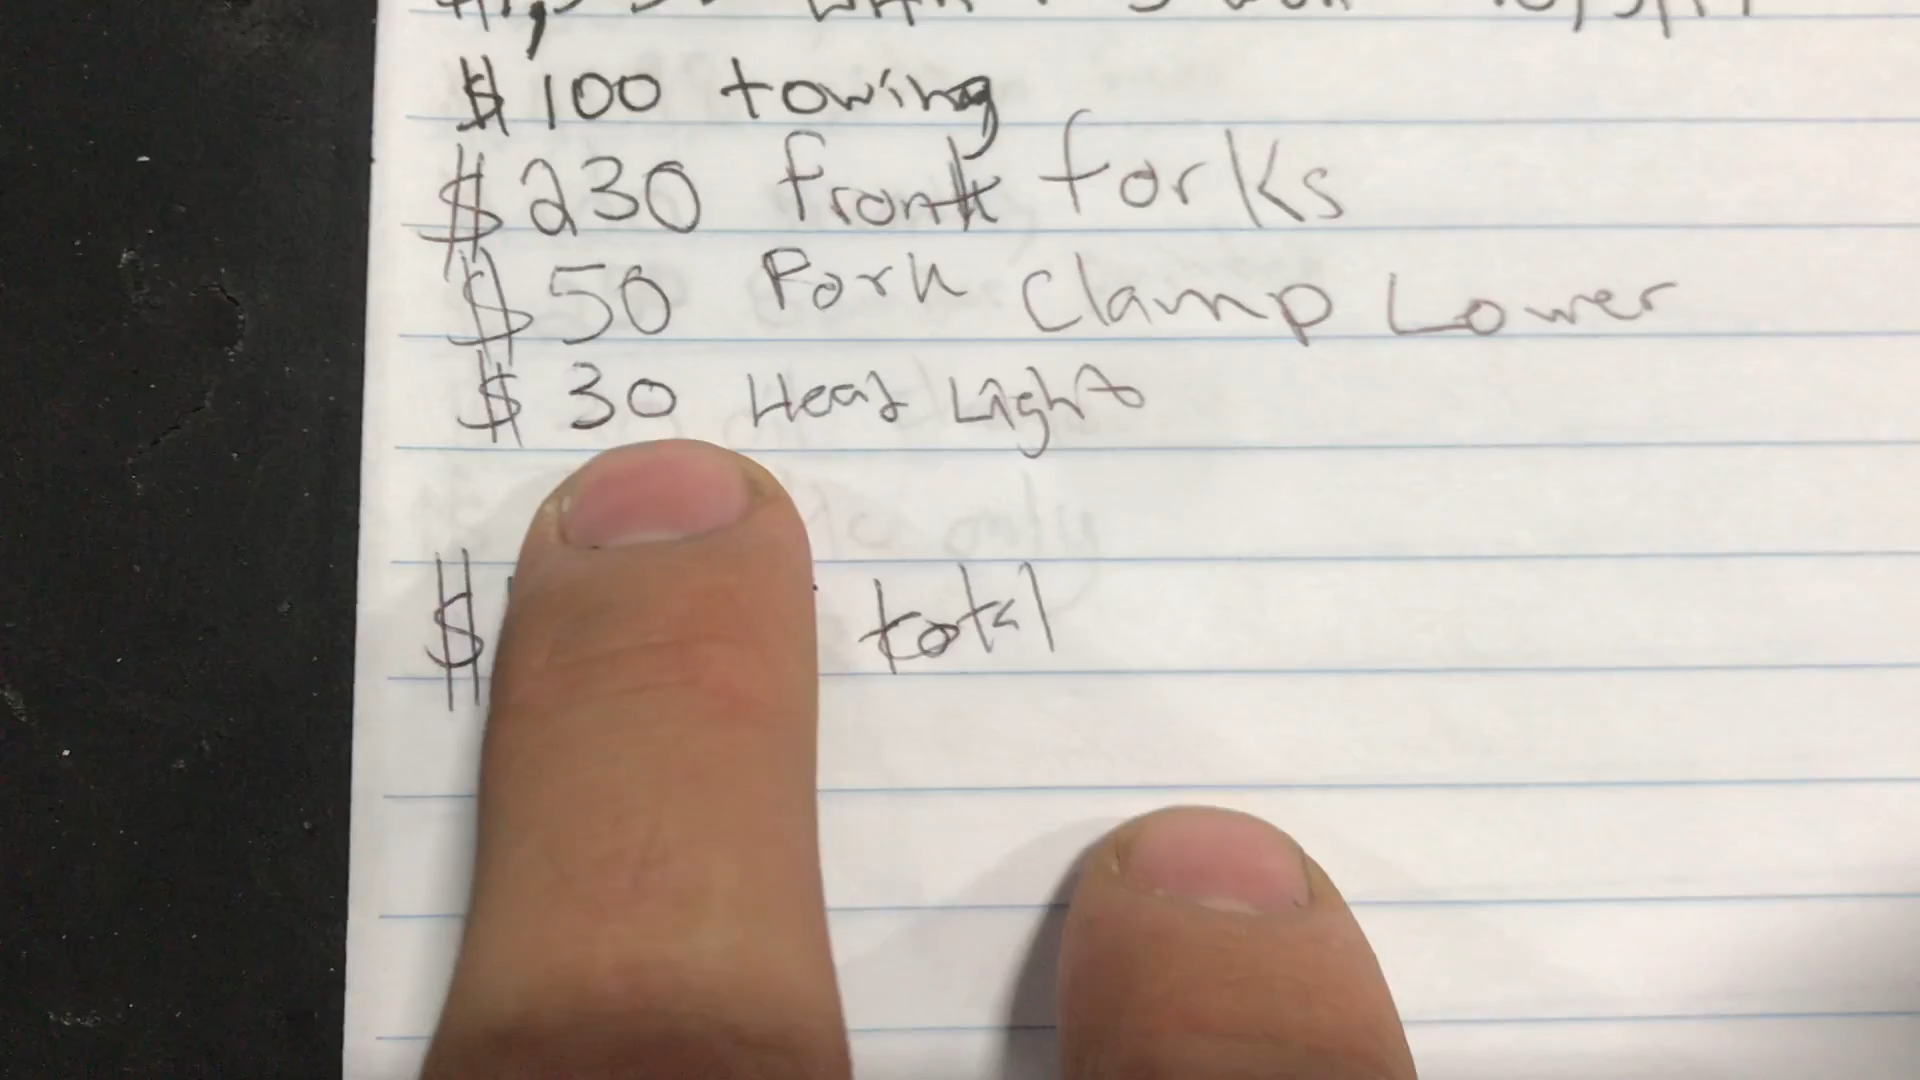 $100 towing
$230 front forks
$50 Fork Clamp Lower
$30 Head Light
$ total